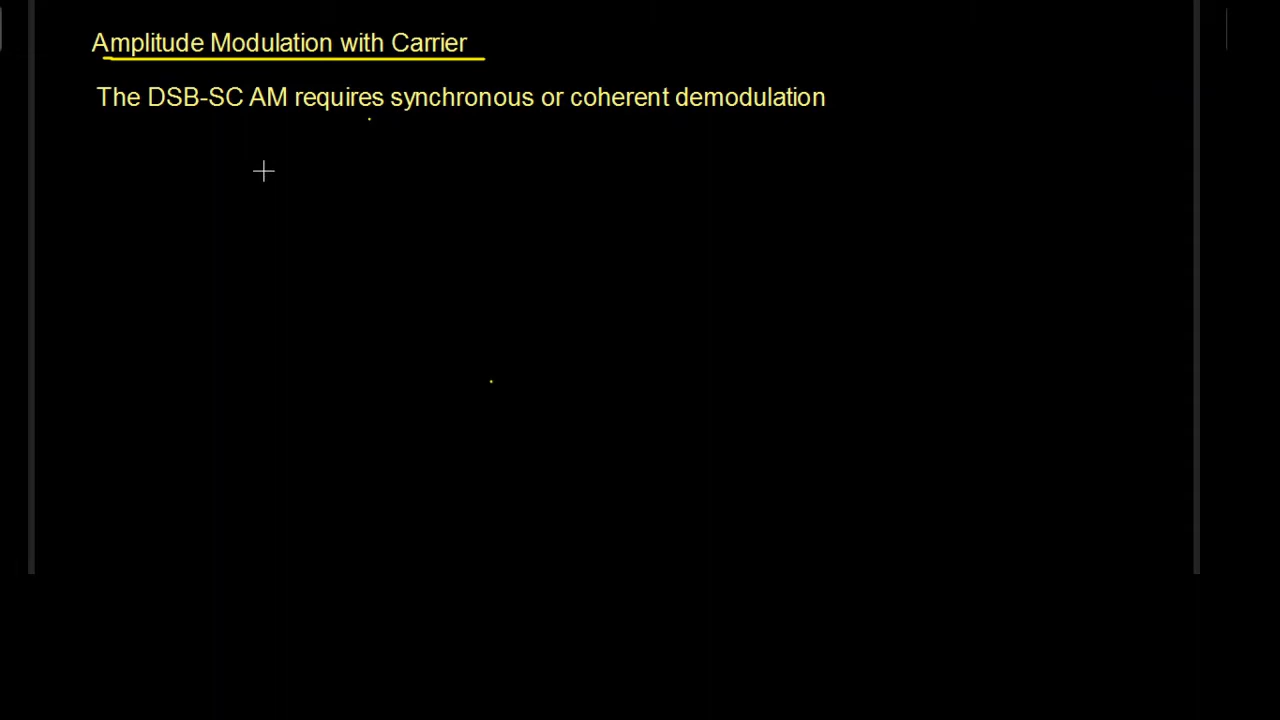 Amplitude Modulation with Carrier
The DSB-SC AM requires synchronous or coherent demodulation